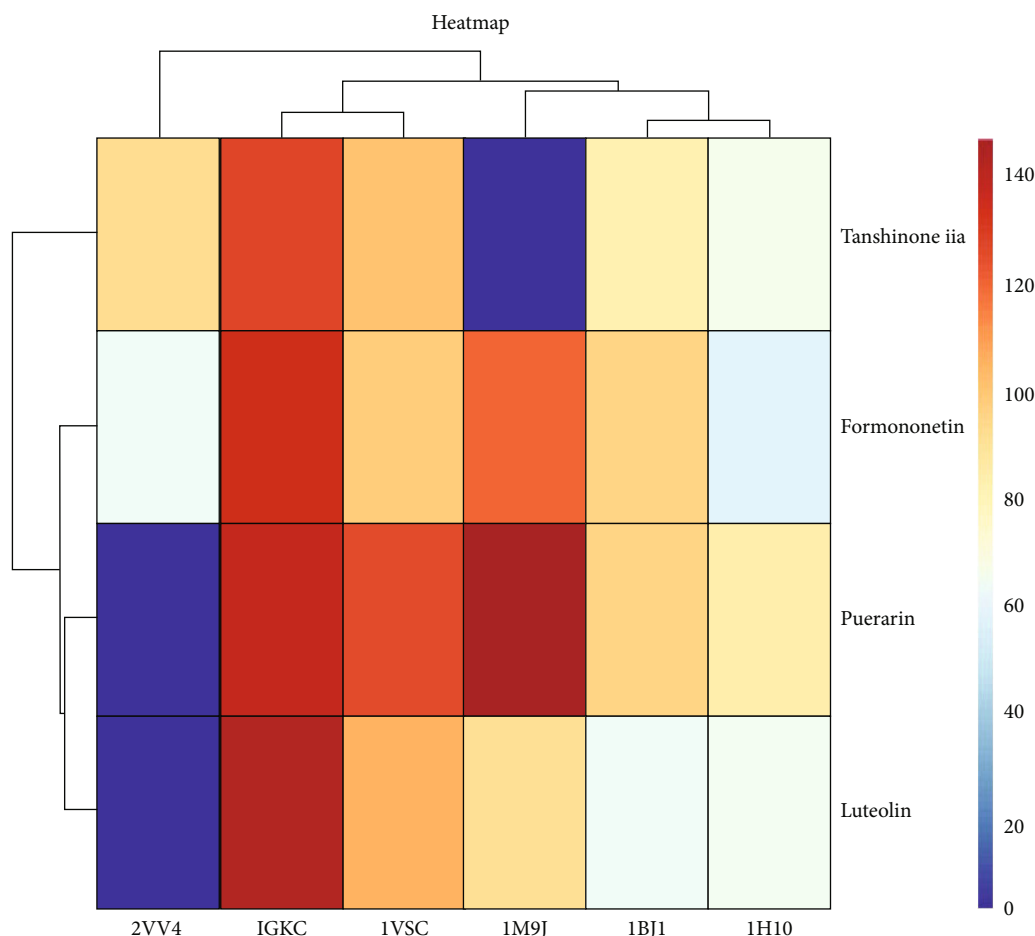 Heatmap
Tanshinone iia
Formononetin
Puerarin
Luteolin
140
120
100
80
60
40
20
0
2VV4 IGKC 1VSC 1M9J 1BJ1 1H10